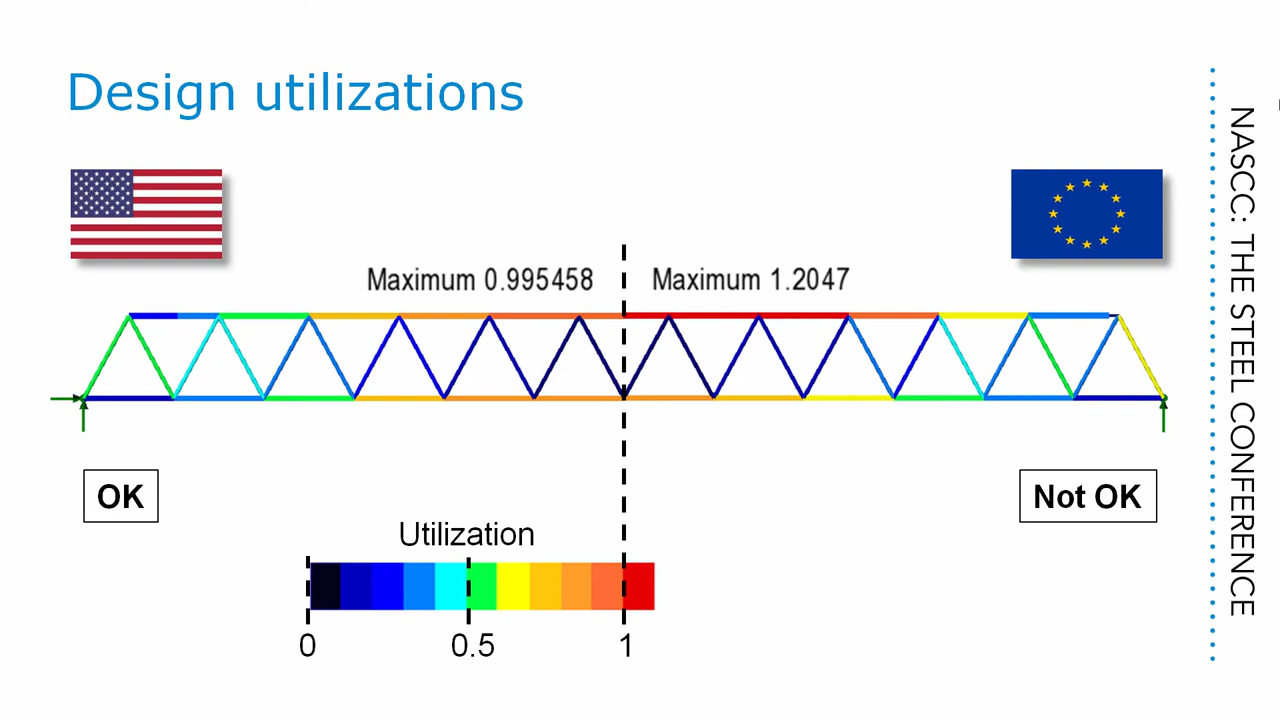 Design utilizations
Maximum 0.995458
Maximum 1.2047
OK
Not OK
Utilization
0
0.5
1
NASCC: THE STEEL CONFERENCE